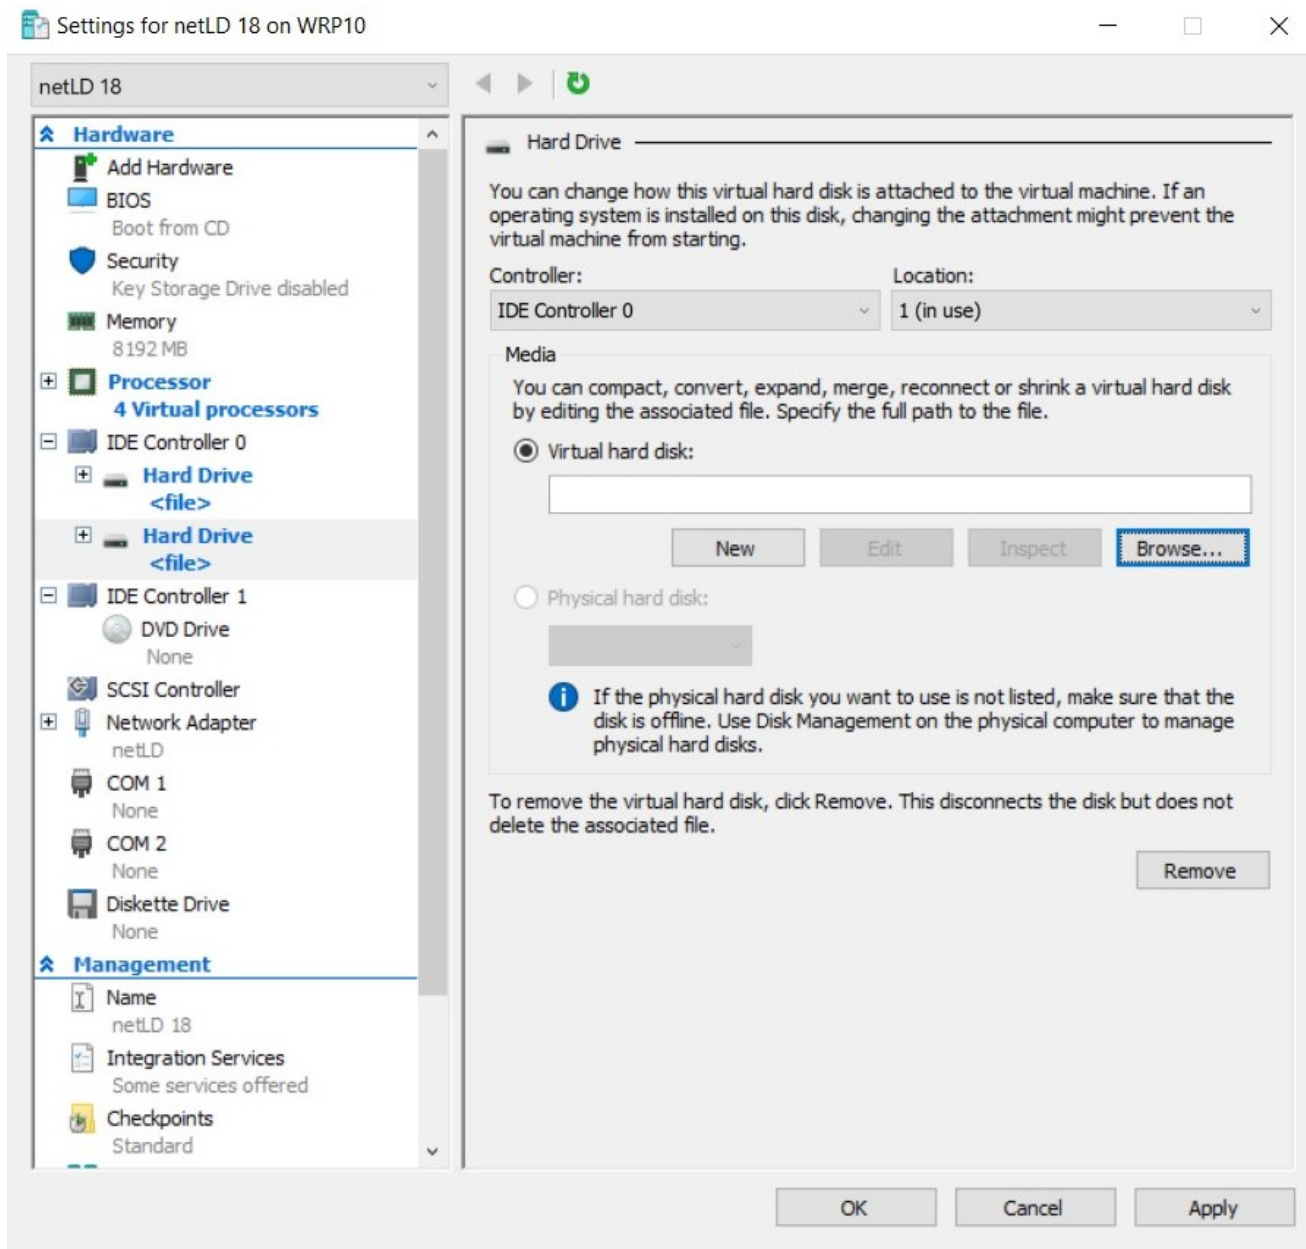 Settings for netLD 18 on WRP10
netLD 18
Hardware
Add Hardware
BIOS
Boot from CD
Security
Key Storage Drive disabled
Memory
8192 MB
Processor
4 Virtual processors
IDE Controller 0
Hard Drive
<file>
Hard Drive
<file>
IDE Controller 1
DVD Drive
None
SCSI Controller
Network Adapter
netLD
COM 1
None
COM 2
None
Diskette Drive
None
Management
Name
netLD 18
Integration Services
Some services offered
Checkpoints
Standard
Hard Drive
You can change how this virtual hard disk is attached to the virtual machine. If an
operating system is installed on this disk, changing the attachment might prevent the
virtual machine from starting.
Controller: Location:
IDE Controller 0 1 (in use)
Media
You can compact, convert, expand, merge, reconnect or shrink a virtual hard disk
by editing the associated file. Specify the full path to the file.
Virtual hard disk:
New Edit Inspect Browse...
Physical hard disk:
If the physical hard disk you want to use is not listed, make sure that the
disk is offline. Use Disk Management on the physical computer to manage
physical hard disks.
To remove the virtual hard disk, click Remove. This disconnects the disk but does not
delete the associated file.
Remove
OK Cancel Apply